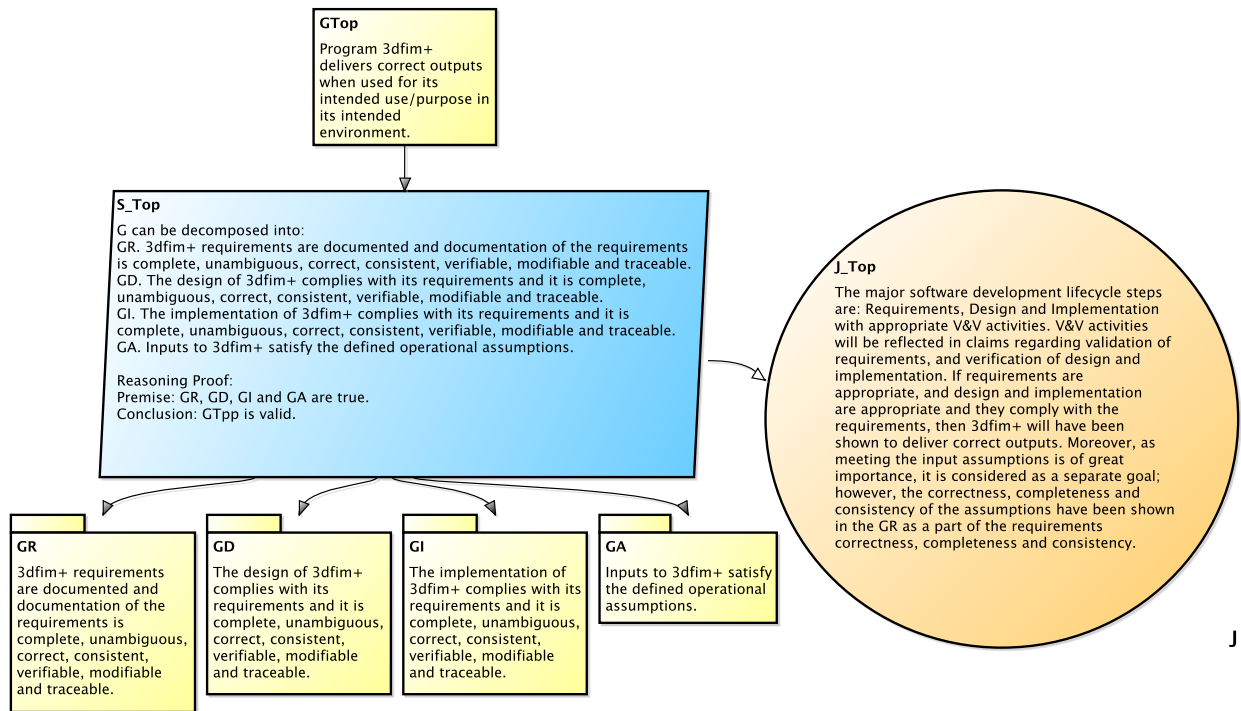 GTop
Program 3dfim+
delivers correct outputs
when used for its
intended use/purpose in
its intended
environment.
S_Top
G can be decomposed into:
GR. 3dfim+ requirements are documented and documentation of the requirements
is complete, unambiguous, correct, consistent, verifiable, modifiable and traceable.
GD. The design of 3dfim+ complies with its requirements and it is complete,
unambiguous, correct, consistent, verifiable, modifiable and traceable.
GI. The implementation of 3dfim+ complies with its requirements and it is
complete, unambiguous, correct, consistent, verifiable, modifiable and traceable.
GA. Inputs to 3dfim+ satisfy the defined operational assumptions.
Reasoning Proof:
Premise: GR, GD, GI and GA are true.
Conclusion: GTpp is valid.
J_Top
The major software development lifecycle steps
are: Requirements, Design and Implementation
with appropriate V&V activities. V&V activities
will be reflected in claims regarding validation of
requirements, and verification of design and
implementation. If requirements are
appropriate, and design and implementation
are appropriate and they comply with the
requirements, then 3dfim+ will have been
shown to deliver correct outputs. Moreover, as
meeting the input assumptions is of great
importance, it is considered as a separate goal;
however, the correctness, completeness and
consistency of the assumptions have been shown
in the GR as a part of the requirements
correctness, completeness and consistency.
J
GR
3dfim+ requirements
are documented and
documentation of the
requirements is
complete, unambiguous,
correct, consistent,
verifiable, modifiable
and traceable.
GD
The design of 3dfim+
complies with its
requirements and it is
complete, unambiguous,
correct, consistent,
verifiable, modifiable
and traceable.
GI
The implementation of
3dfim+ complies with its
requirements and it is
complete, unambiguous,
correct, consistent,
verifiable, modifiable
and traceable.
GA
Inputs to 3dfim+ satisfy
the defined operational
assumptions.